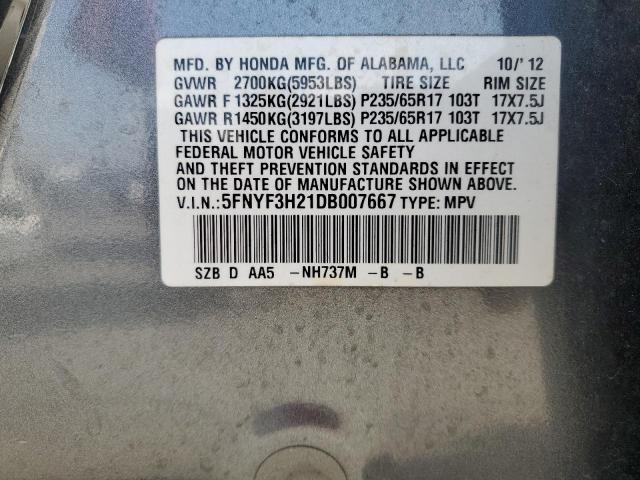 MFD. BY HONDA MFG. OF ALABAMA, LLC 10/'12
GVWR 2700KG(5953LBS) TIRE SIZE RIM SIZE
GAWR F 1325KG(2921LBS) P235/65R17 103T 17X7.5J
GAWR R1450KG(3197LBS) P235/65R17 103T 17X7.5J
THIS VEHICLE CONFORMS TO ALL APPLICABLE
FEDERAL MOTOR VEHICLE SAFETY
AND THEFT PREVENTION STANDARDS IN EFFECT
ON THE DATE OF MANUFACTURE SHOWN ABOVE.
V.I.N.:5FNYF3H21DB007667 TYPE: MPV
SZB D AA5 -NH737M -B -B